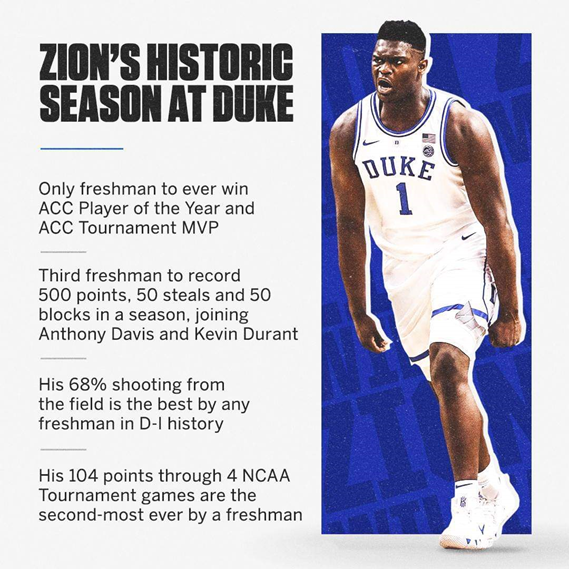 ZION'S HISTORIC
SEASON AT DUKE
Only freshman to ever win
ACC Player of the Year and
ACC Tournament MVP
Third freshman to record
500 points, 50 steals and 50
blocks in a season, joining
Anthony Davis and Kevin Durant
His 68% shooting from
the field is the best by any
freshman in D-I history
His 104 points through 4 NCAA
Tournament games are the
second-most ever by a freshman
DUKE
1